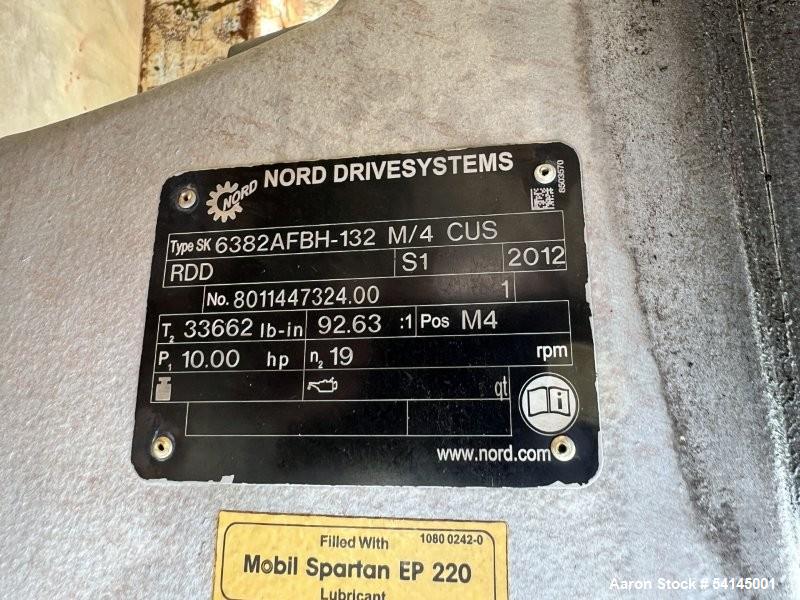 NORD NORD DRIVESYSTEMS
6503570
Type SK 6382AFBH-132 M/4 CUS
RDD S1 2012
No. 8011447324.00 1
T2 33662 lb-in 92.63 :1 Pos M4
P1 10.00 hp n2 19 rpm
qt
i
www.nord.com
Filled With 1080 0242-0
Mobil Spartan EP 220
Lubricant
Aaron Stock # 54145001